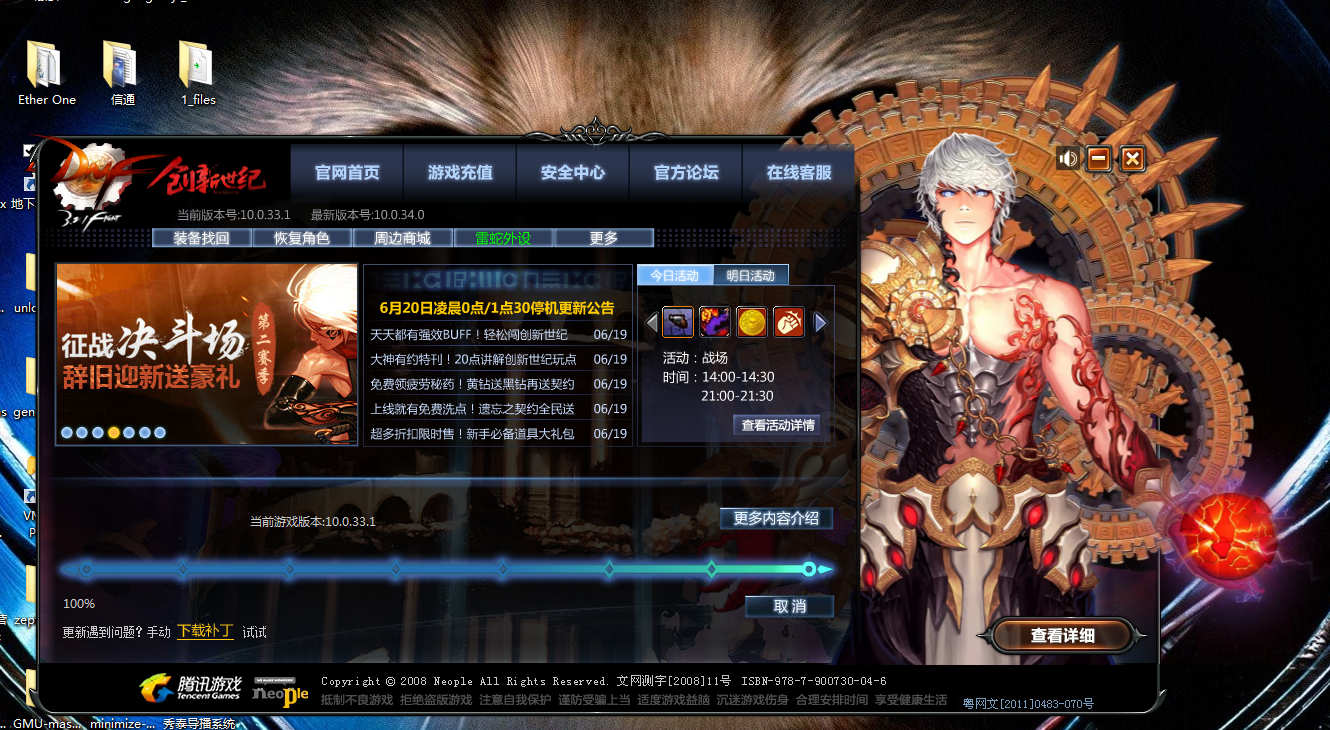 Ether One
信通
1_files
DNF
创新世纪
321Fight
官网首页
游戏充值
安全中心
官方论坛
在线客服
当前版本号:10.0.33.1 最新版本号:10.0.34.0
装备找回
恢复角色
周边商城
雷蛇外设
更多
征战决斗场
第二赛季
辞旧迎新送豪礼
6月20日凌晨0点/1点30停机更新公告
天天都有强效BUFF！轻松闯创新世纪 06/19
大神有约特刊！20点讲解创新世纪玩点 06/19
免费领疲劳秘药！黄钻送黑钻再送契约 06/19
上线就有免费洗点！遗忘之契约全民送 06/19
超多折扣限时售！新手必备道具大礼包 06/19
今日活动
明日活动
活动：战场
时间：14:00-14:30
21:00-21:30
查看活动详情
当前游戏版本:10.0.33.1
更多内容介绍
100%
取 消
更新遇到问题? 手动 下载补丁 试试
查看详细
腾讯游戏
Tencent Games
neople
Copyright © 2008 Neople All Rights Reserved. 文网测字[2008]11号 ISBN-978-7-900730-04-6
抵制不良游戏 拒绝盗版游戏 注意自我保护 谨防受骗上当 适度游戏益脑 沉迷游戏伤身 合理安排时间 享受健康生活
粤网文[2011]0483-070号
x 地下
unlo
s gen
zep
GMU-mas...
minimize-...
秀泰导播系统